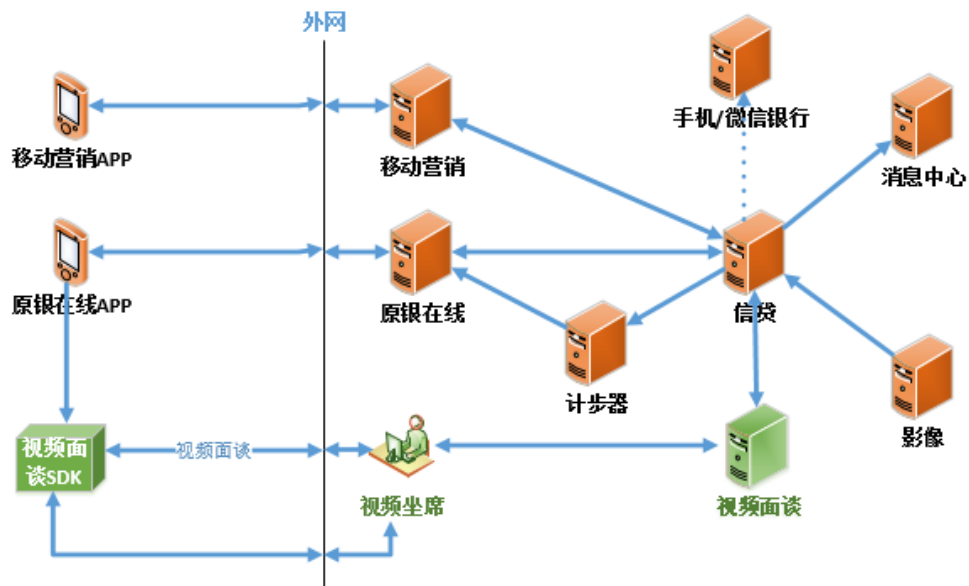 外网
手机/微信银行
移动营销APP
移动营销
消息中心
原银在线APP
原银在线
信贷
计步器
影像
视频面
谈SDK
视频面谈
视频坐席
视频面谈